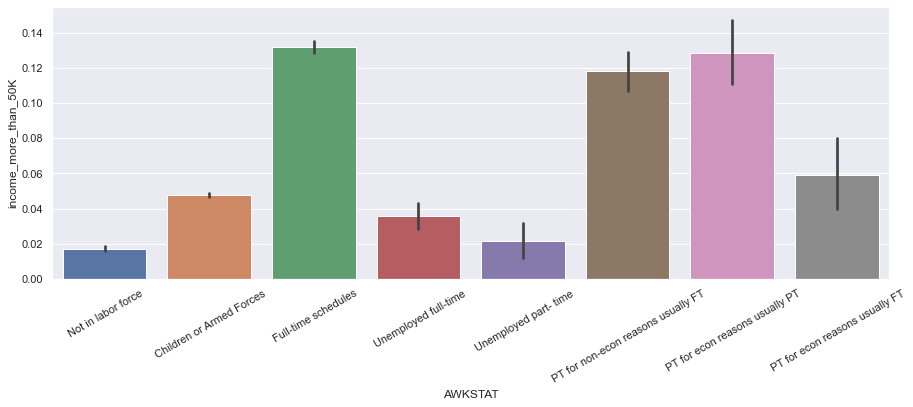 income_more_than_50K
0.14
0.12
0.10
0.08
0.06
0.04
0.02
0.00
Not in labor force
Children or Armed Forces
Full-time schedules
Unemployed full-time
Unemployed part- time
PT for non-econ reasons usually FT
PT for econ reasons usually PT
PT for econ reasons usually FT
AWKSTAT